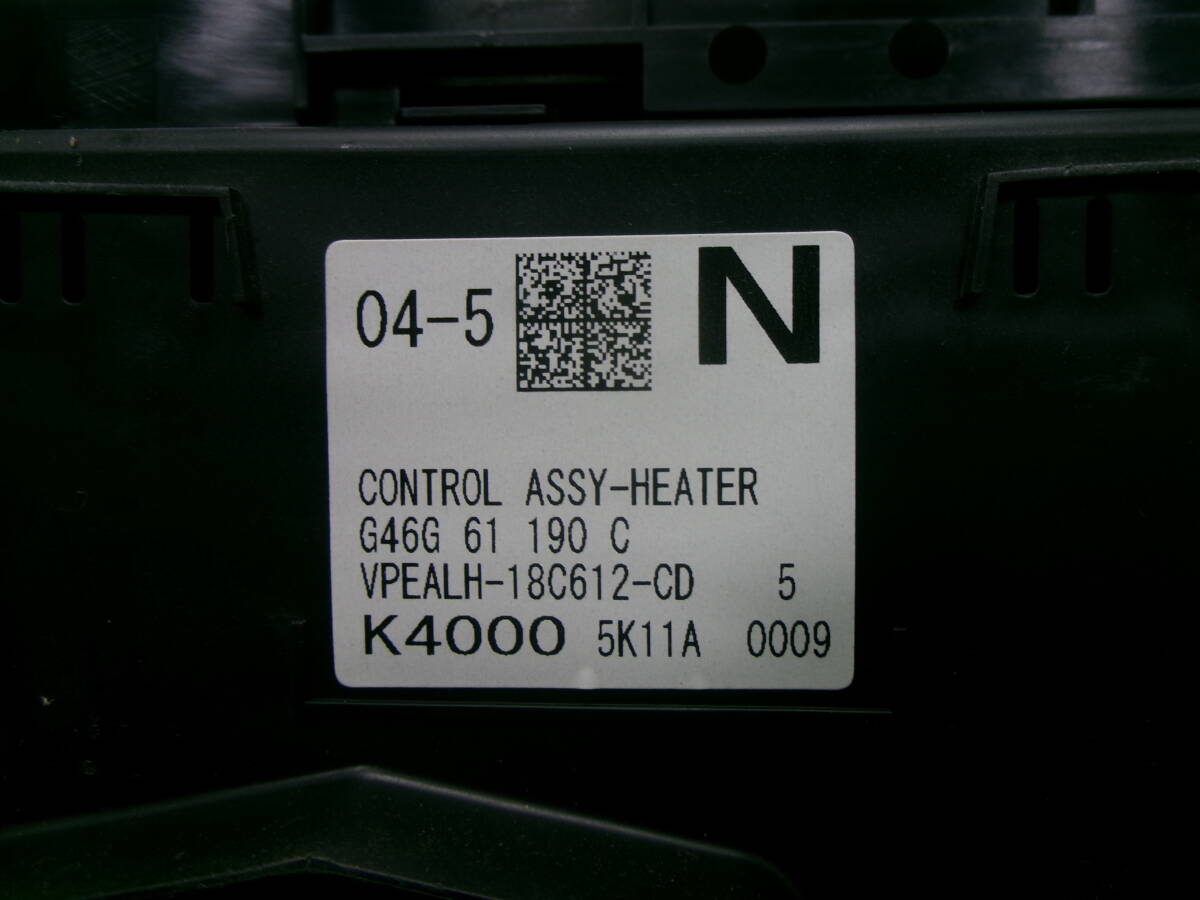 04-5 N
CONTROL ASSY-HEATER
G46G 61 190 C
VPEALH-18C612-CD 5
K4000 5K11A 0009